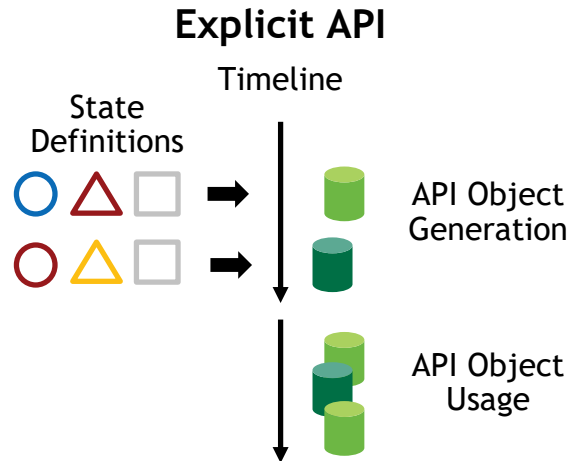 Explicit API
Timeline
State
Definitions
API Object
Generation
API Object
Usage